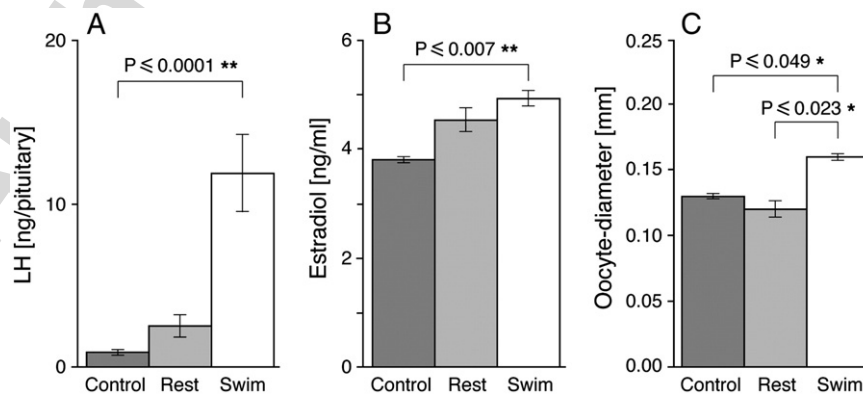 A
20
P ≤ 0.0001 **
10
0
LH [ng/pituitary]
Control Rest Swim
B
6
P ≤ 0.007 **
4
2
0
Estradiol [ng/ml]
Control Rest Swim
C
0.25
P ≤ 0.049 *
0.20
P ≤ 0.023 *
0.15
0.10
0.05
0.00
Oocyte-diameter [mm]
Control Rest Swim